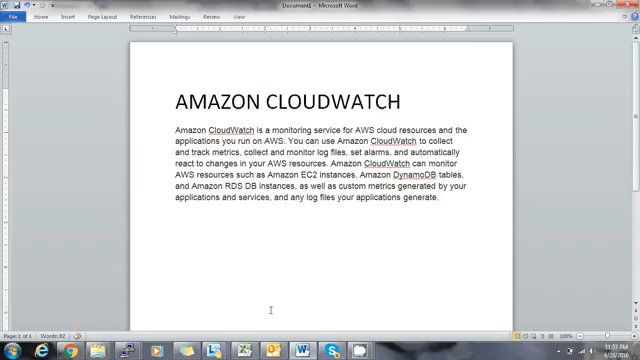 Document1 - Microsoft Word
File Home Insert Page Layout References Mailings Review View
AMAZON CLOUDWATCH
Amazon CloudWatch is a monitoring service for AWS cloud resources and the
applications you run on AWS. You can use Amazon CloudWatch to collect
and track metrics, collect and monitor log files, set alarms, and automatically
react to changes in your AWS resources. Amazon CloudWatch can monitor
AWS resources such as Amazon EC2 instances, Amazon DynamoDB tables,
and Amazon RDS DB instances, as well as custom metrics generated by your
applications and services, and any log files your applications generate.
Page: 1 of 1 Words: 82 100%
11:53 PM